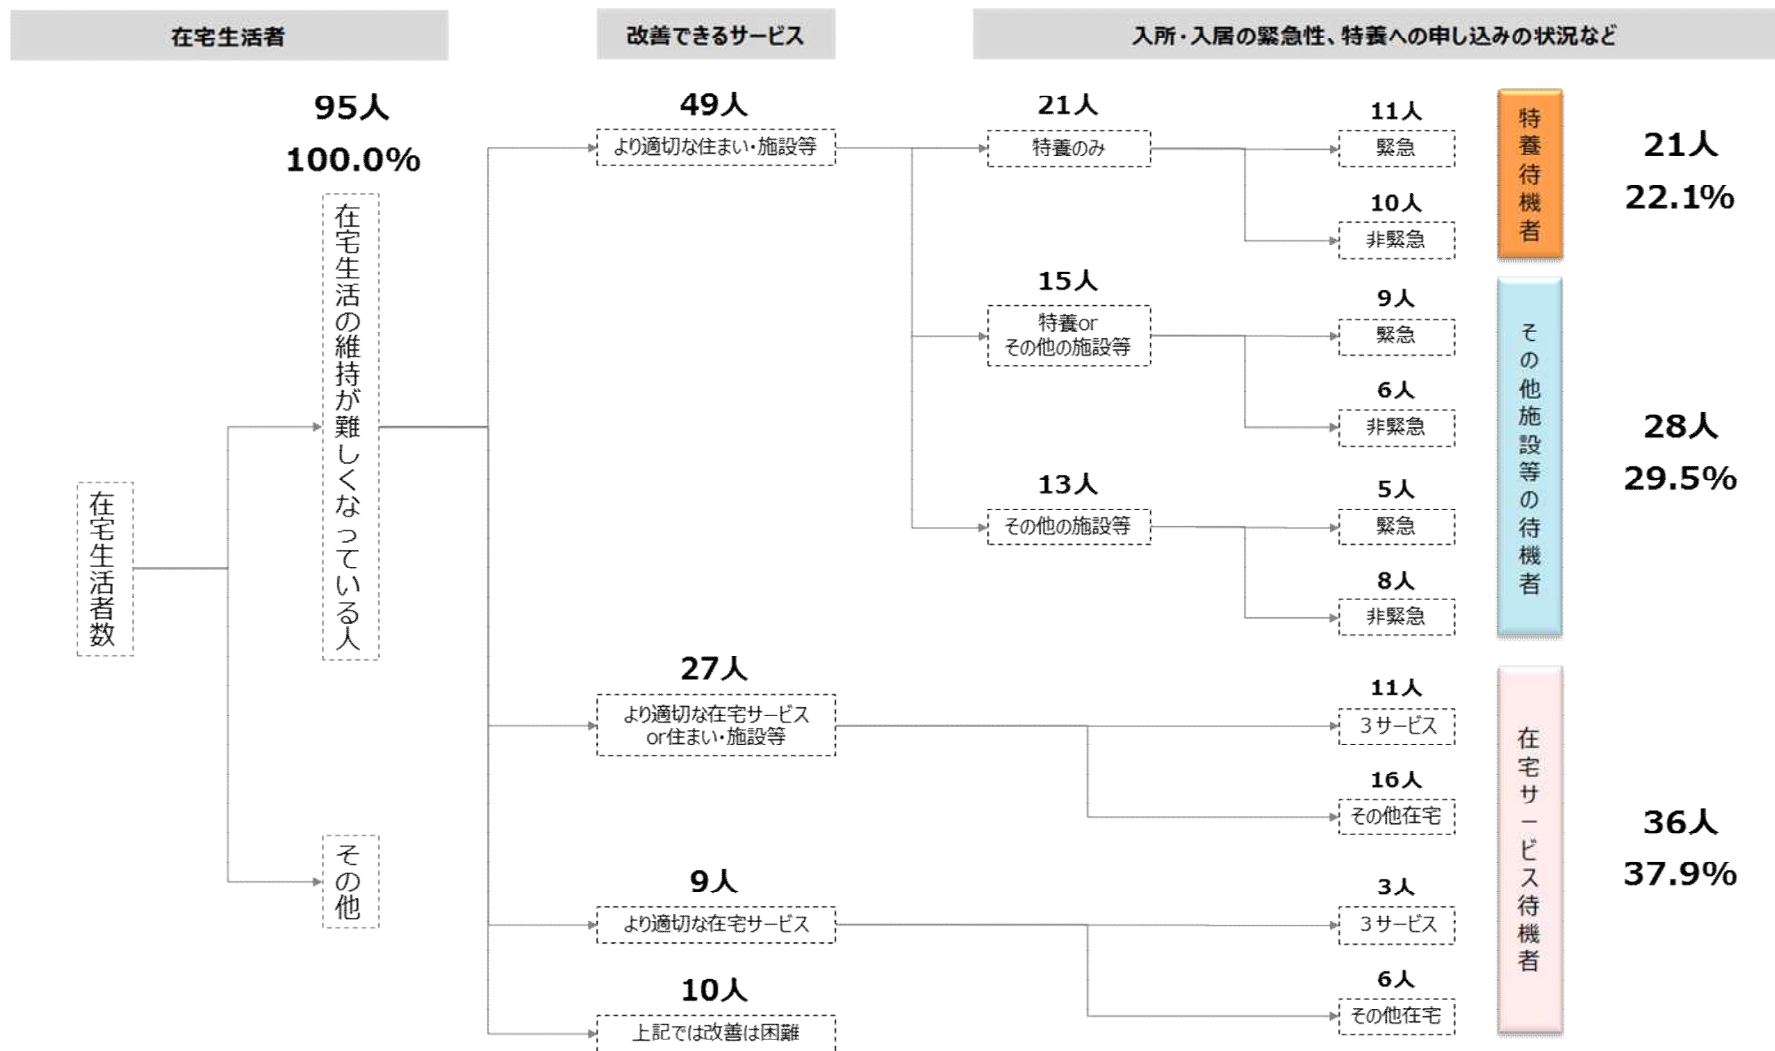 在宅生活者
改善できるサービス
入所・入居の緊急性、特養への申し込みの状況など
95人
100.0%
在宅生活者数
在宅生活の維持が難しくなっている人
その他
49人
より適切な住まい・施設等
27人
より適切な在宅サービス
or住まい・施設等
9人
より適切な在宅サービス
10人
上記では改善は困難
21人
特養のみ
15人
特養or
その他の施設等
13人
その他の施設等
11人
緊急
10人
非緊急
9人
緊急
6人
非緊急
5人
緊急
8人
非緊急
11人
3サービス
16人
その他在宅
3人
3サービス
6人
その他在宅
特養待機者
21人
22.1%
その他施設等の待機者
28人
29.5%
在宅サービス待機者
36人
37.9%